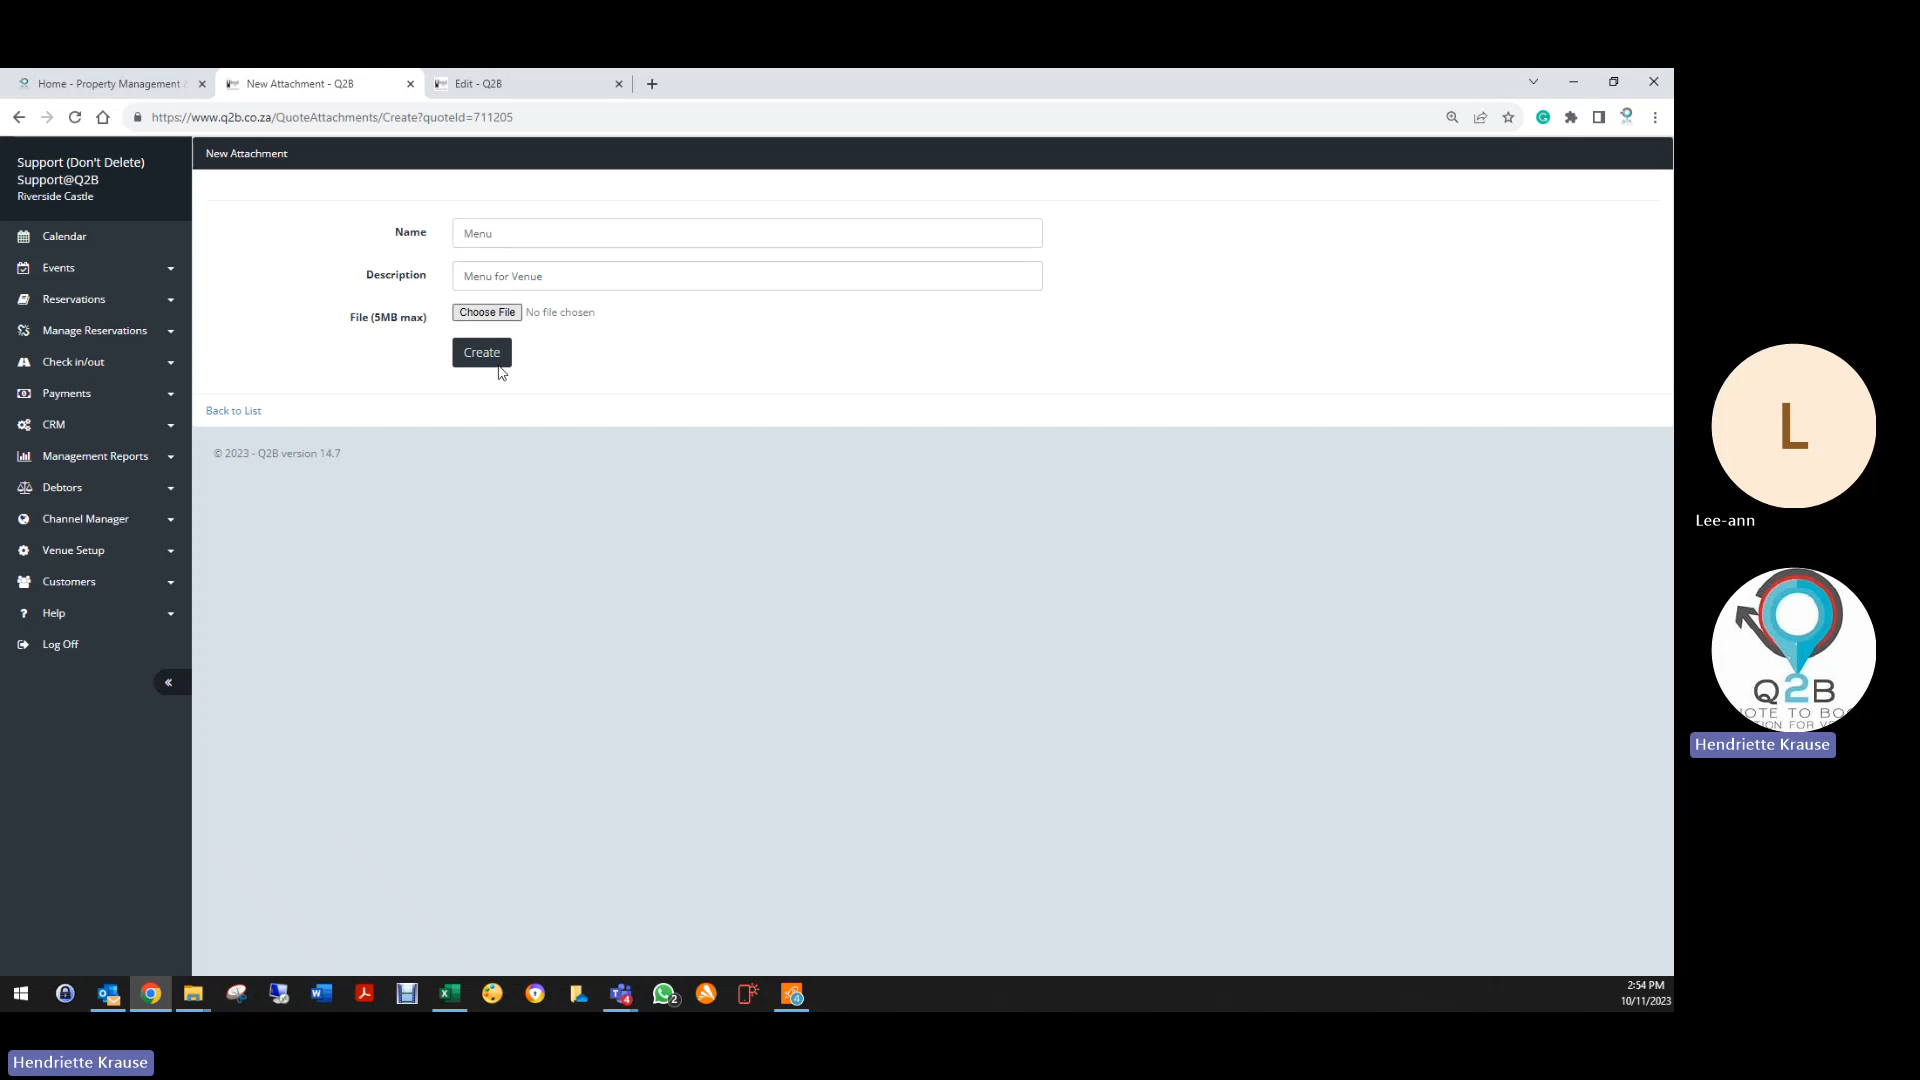 Home - Property Management
New Attachment - Q2B
Edit - Q2B
https://www.q2b.co.za/QuoteAttachments/Create?quoteId=711205
Support (Don't Delete)
Support@Q2B
Riverside Castle
Calendar
Events
Reservations
Manage Reservations
Check in/out
Payments
CRM
Management Reports
Debtors
Channel Manager
Venue Setup
Customers
Help
Log Off
New Attachment
Name
Menu
Description
Menu for Venue
File (5MB max)
Choose File No file chosen
Create
Back to List
© 2023 - Q2B version 14.7
L
Lee-ann
Q2B
Hendriette Krause
2:54 PM
10/11/2023
Hendriette Krause